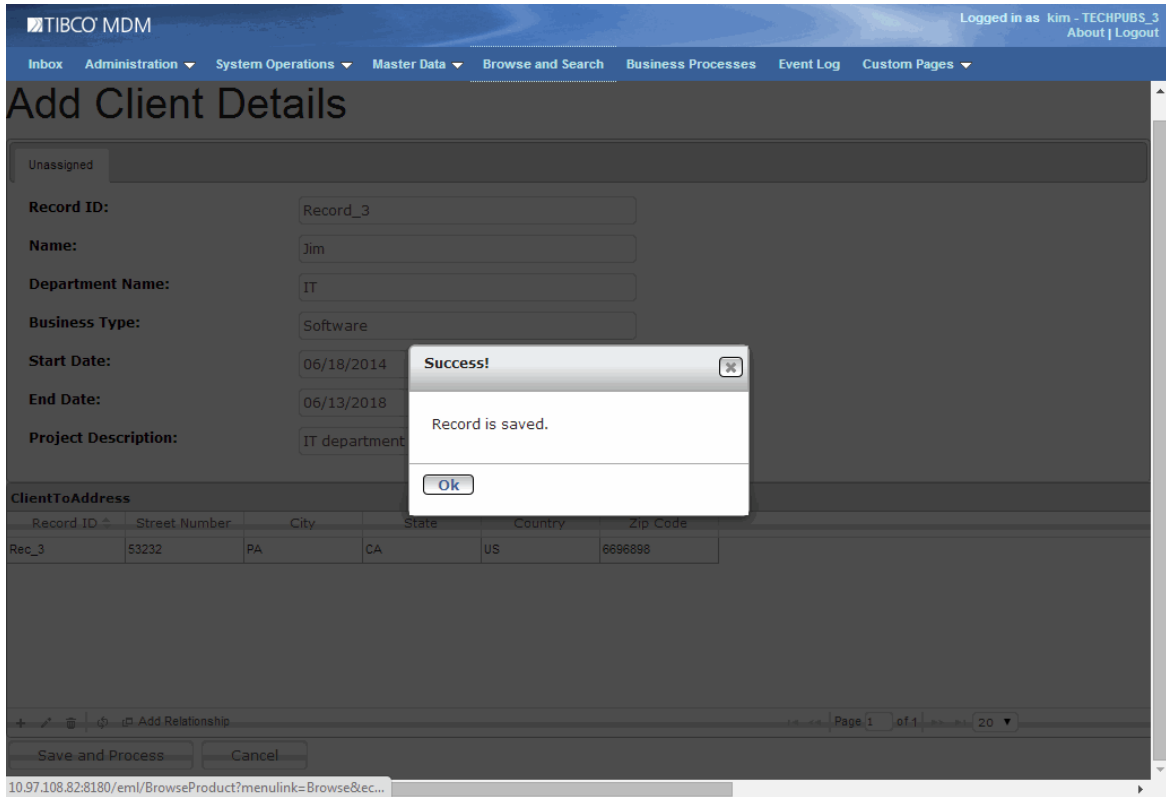 TIBCO® MDM
Logged in as kim - TECHPUBS_3
About | Logout
Inbox Administration System Operations Master Data Browse and Search Business Processes Event Log Custom Pages
Add Client Details
Unassigned
Record ID: Record_3
Name: Jim
Department Name: IT
Business Type: Software
Start Date: 06/18/2014
End Date: 06/13/2018
Project Description: IT department
Success!
Record is saved.
Ok
ClientToAddress
Record ID Street Number City State Country Zip Code
Rec_3 53232 PA CA US 6696898
Add Relationship Page 1 of 1 20
Save and Process Cancel
10.97.108.82:8180/eml/BrowseProduct?menulink=Browse&ec...